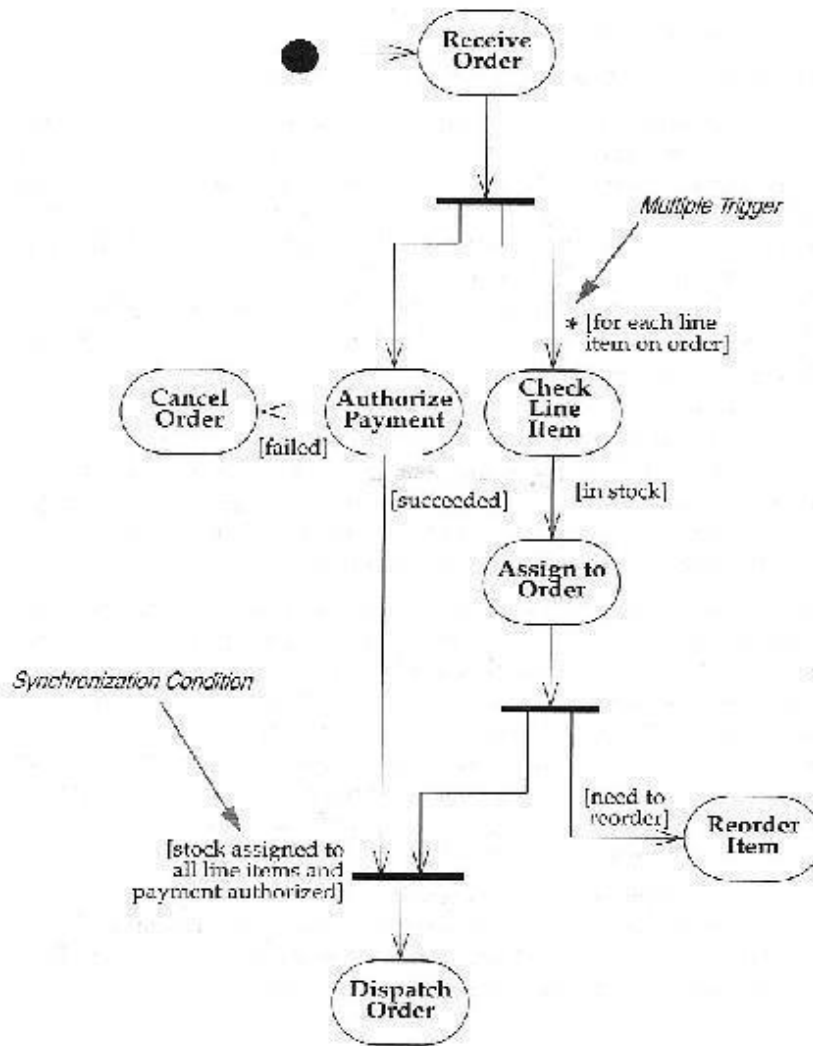 Receive
Order
Multiple Trigger
* [for each line
item on order]
Cancel
Order
[failed]
Authorize
Payment
Check
Line
Item
[succeeded]
[in stock]
Assign to
Order
Synchronization Condition
[stock assigned to
all line items and
payment authorized]
[need to
reorder]
Reorder
Item
Dispatch
Order